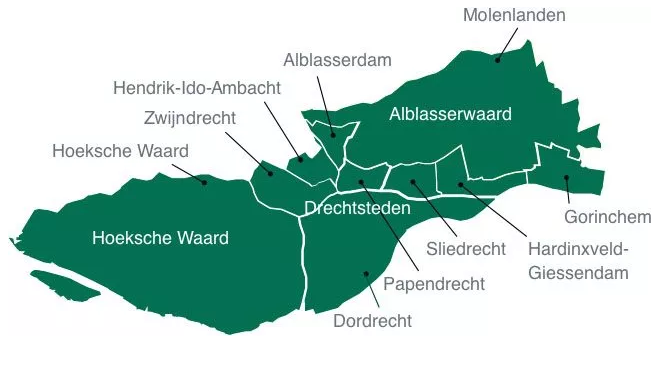 Molenlanden
Alblasserdam
Hendrik-Ido-Ambacht
Alblasserwaard
Zwijndrecht
Hoeksche Waard
Drechtsteden
Gorinchem
Hoeksche Waard
Sliedrecht
Hardinxveld-
Giessendam
Papendrecht
Dordrecht